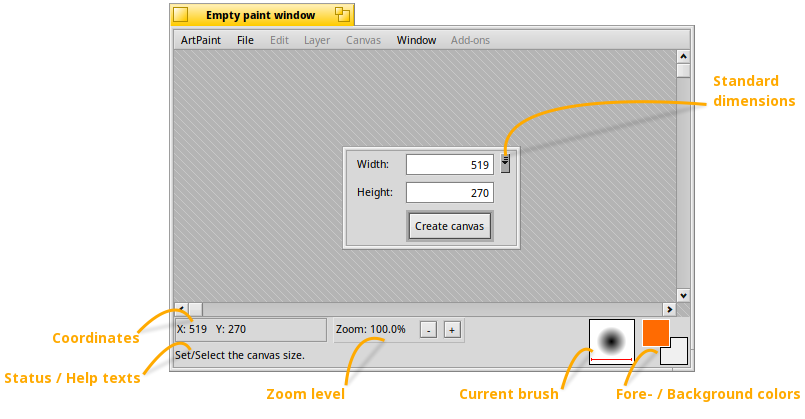 Empty paint window
ArtPaint File Edit Layer Canvas Window Add-ons
Standard
dimensions
Width: 519
Height: 270
Create canvas
X: 519 Y: 270
Zoom: 100.0% - +
Coordinates
Set/Select the canvas size.
Status / Help texts
Zoom level
Current brush
Fore- / Background colors